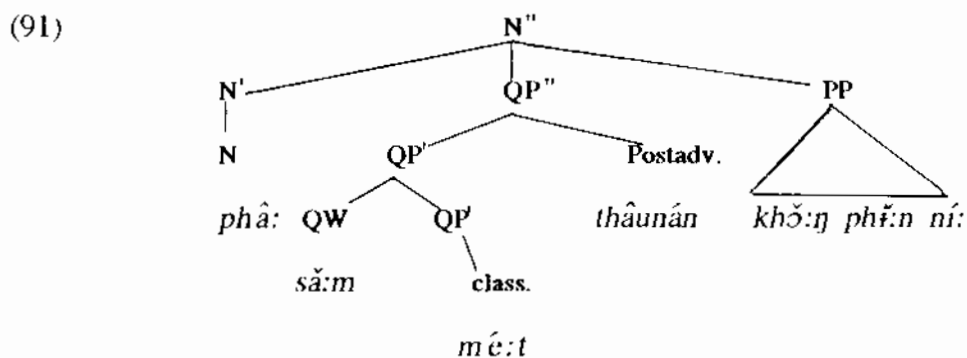 (91)
N"
N' QP" PP
N QP' Postadv.
phâ: QW QP' thâunán khɔ̌:ŋ phɨ̌:n ní:
sǎ:m class.
mé:t